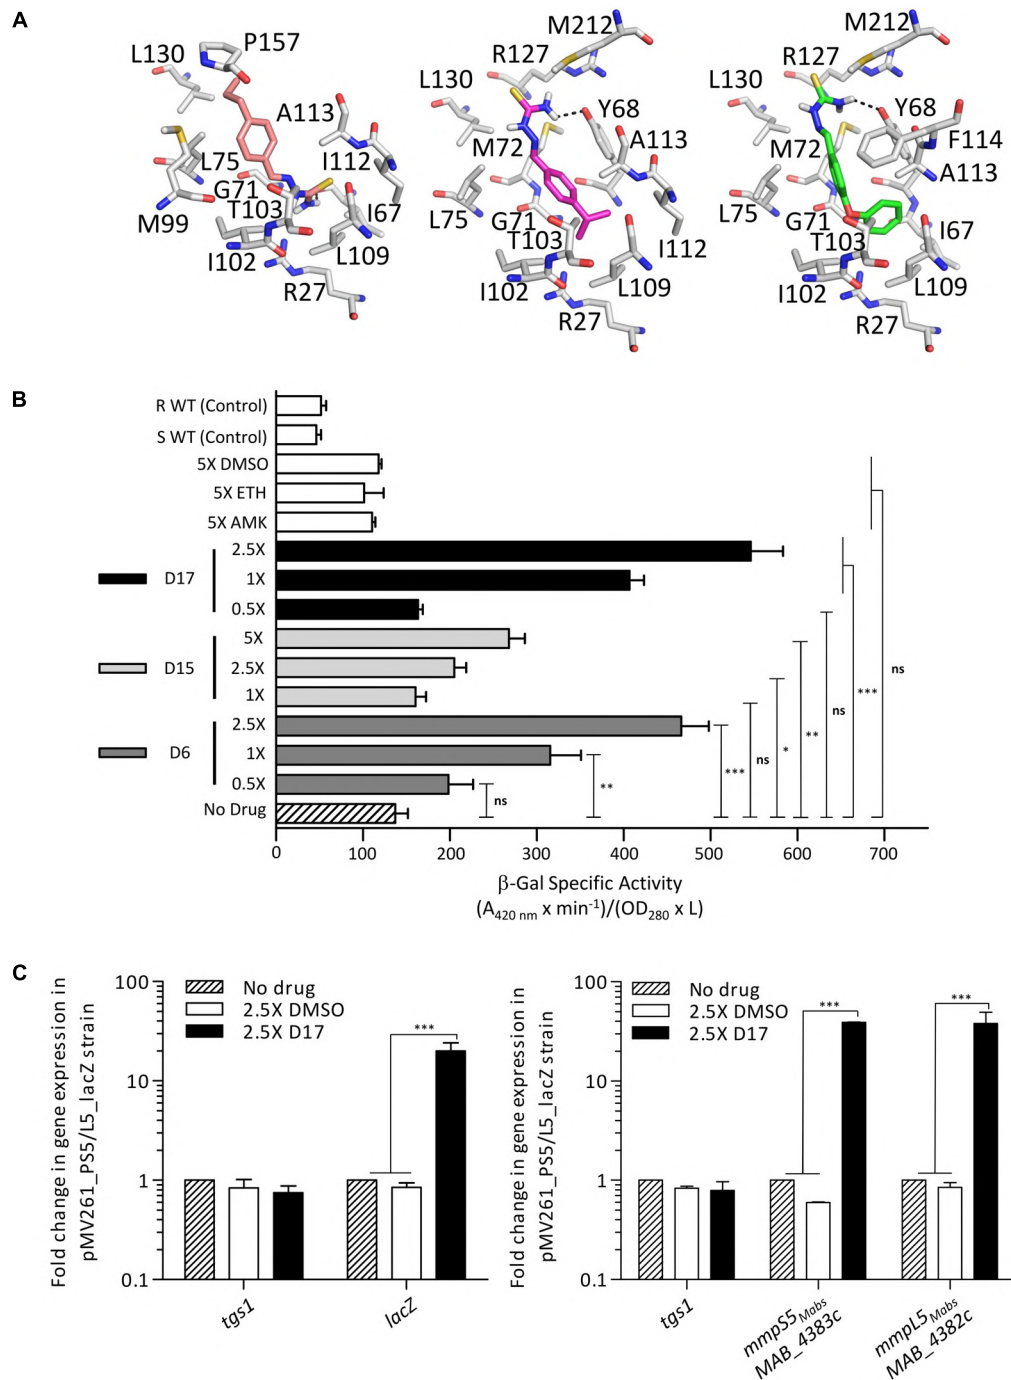 A
L130
P157
A113
L75
G71
T103
I112
M99
I67
I102
L109
R27
M212
R127
L130
Y68
M72
A113
L75
G71
T103
I112
I102
L109
R27
M212
R127
L130
Y68
M72
F114
A113
L75
G71
T103
I67
I102
L109
R27
B
R WT (Control)
S WT (Control)
5X DMSO
5X ETH
5X AMK
2.5X
D17 1X
0.5X
5X
D15 2.5X
1X
2.5X
D6 1X
0.5X
No Drug
ns
**
***
ns
*
**
ns
***
ns
0 100 200 300 400 500 600 700
β-Gal Specific Activity
(A420 nm x min-1)/(OD280 x L)
C
Fold change in gene expression in
pMV261_PS5/L5_lacZ strain
100
10
1
0.1
No drug
2.5X DMSO
2.5X D17
***
tgs1
lacZ
Fold change in gene expression in
pMV261_PS5/L5_lacZ strain
100
10
1
0.1
No drug
2.5X DMSO
2.5X D17
***
***
tgs1
mmpS5Mabs
MAB_4383c
mmpL5Mabs
MAB_4382c